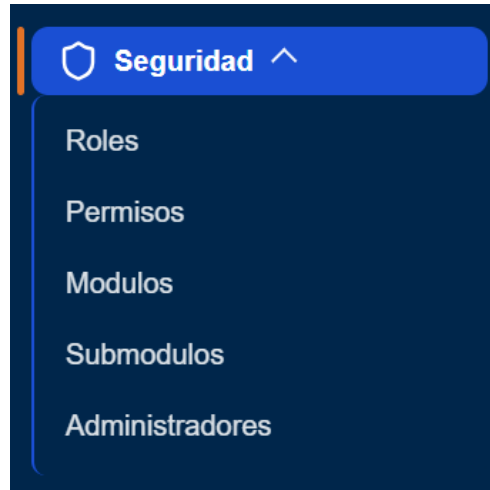 Seguridad
Roles
Permisos
Modulos
Submodulos
Administradores